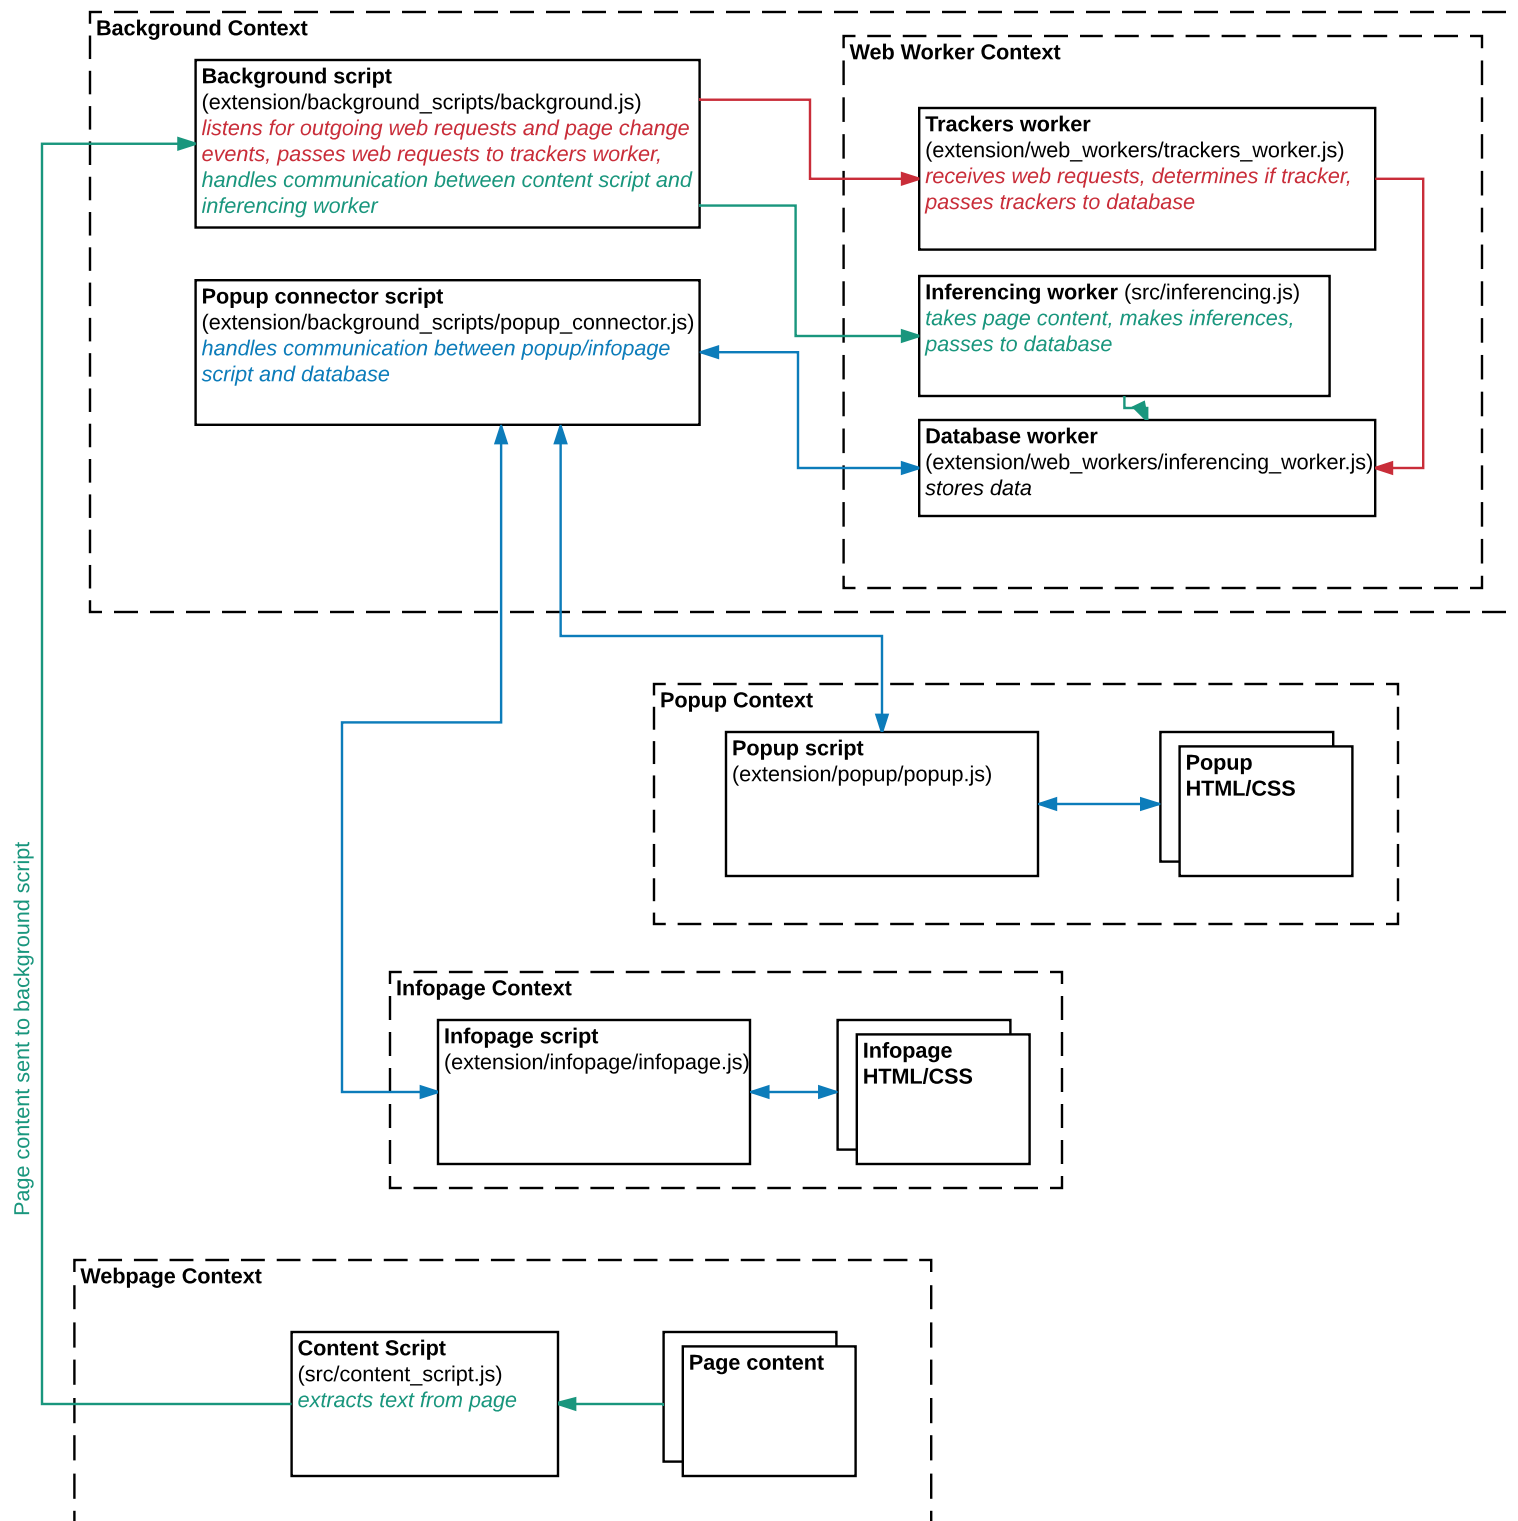 Background Context
Background script
(extension/background_scripts/background.js)
listens for outgoing web requests and page change
events, passes web requests to trackers worker,
handles communication between content script and
inferencing worker
Popup connector script
(extension/background_scripts/popup_connector.js)
handles communication between popup/infopage
script and database
Web Worker Context
Trackers worker
(extension/web_workers/trackers_worker.js)
receives web requests, determines if tracker,
passes trackers to database
Inferencing worker (src/inferencing.js)
takes page content, makes inferences,
passes to database
Database worker
(extension/web_workers/inferencing_worker.js)
stores data
Popup Context
Popup script
(extension/popup/popup.js)
Popup
HTML/CSS
Page content sent to background script
Infopage Context
Infopage script
(extension/infopage/infopage.js)
Infopage
HTML/CSS
Webpage Context
Content Script
(src/content_script.js)
extracts text from page
Page content